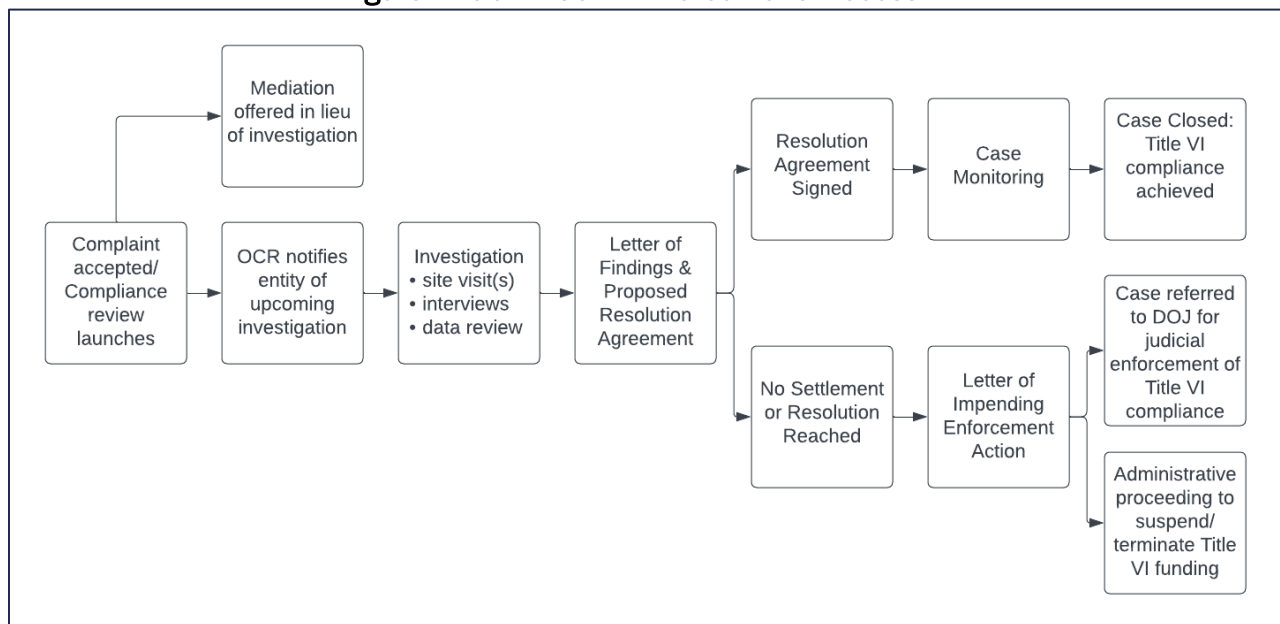 Mediation
offered in lieu
of investigation
Complaint
accepted/
Compliance
review
launches
OCR notifies
entity of
upcoming
investigation
Investigation
• site visit(s)
• interviews
• data review
Letter of
Findings &
Proposed
Resolution
Agreement
Resolution
Agreement
Signed
Case
Monitoring
Case Closed:
Title VI
compliance
achieved
No Settlement
or Resolution
Reached
Letter of
Impending
Enforcement
Action
Case referred
to DOJ for
judicial
enforcement of
Title VI
compliance
Administrative
proceeding to
suspend/
terminate Title
VI funding